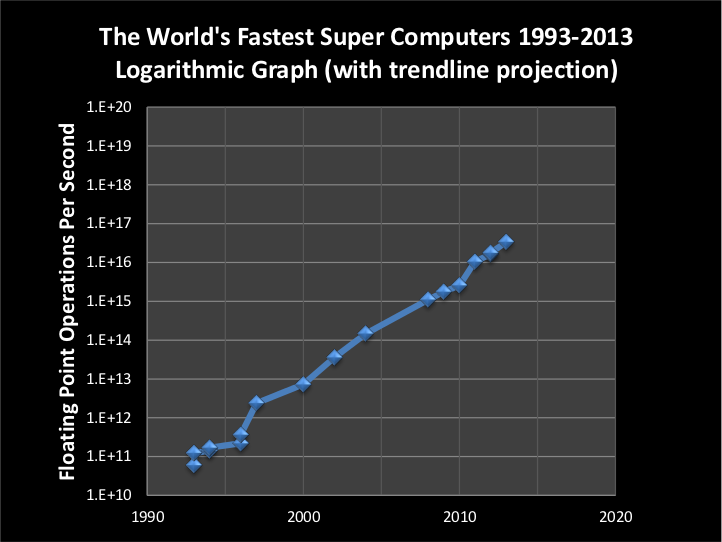 The World's Fastest Super Computers 1993-2013
Logarithmic Graph (with trendline projection)
Floating Point Operations Per Second
1.E+20
1.E+19
1.E+18
1.E+17
1.E+16
1.E+15
1.E+14
1.E+13
1.E+12
1.E+11
1.E+10
1990
2000
2010
2020